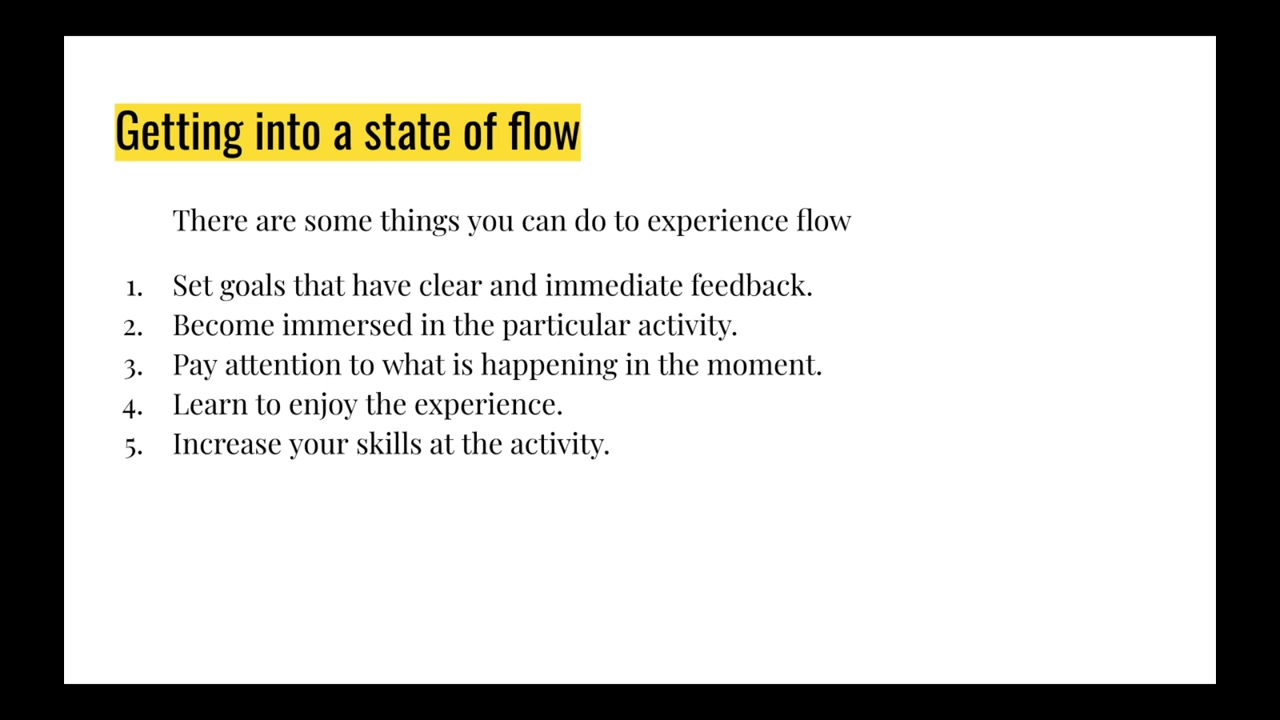 Getting into a state of flow
There are some things you can do to experience flow
1. Set goals that have clear and immediate feedback.
2. Become immersed in the particular activity.
3. Pay attention to what is happening in the moment.
4. Learn to enjoy the experience.
5. Increase your skills at the activity.